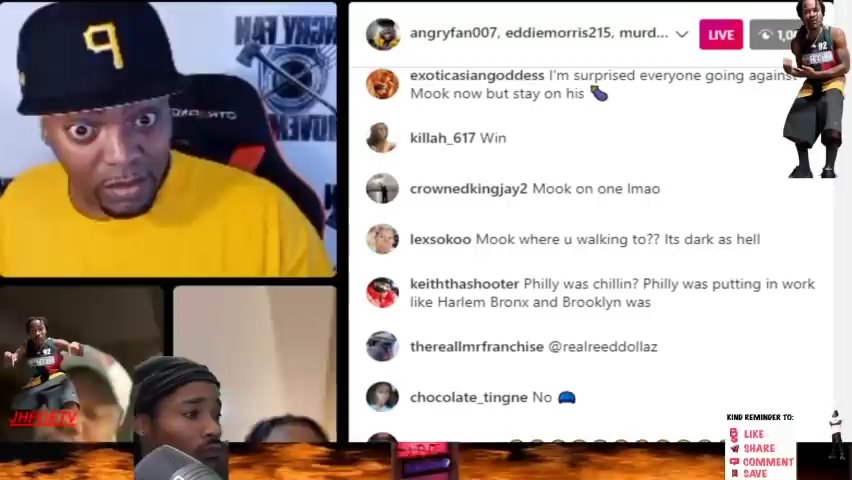 angryfan007, eddiemorris215, murd...
LIVE
exoticasiangoddess I'm surprised everyone going against
Mook now but stay on his 🍆
killah_617 Win
crownedkingjay2 Mook on one lmao
lexsokoo Mook where u walking to?? Its dark as hell
keiththashooter Philly was chillin? Philly was putting in work
like Harlem Bronx and Brooklyn was
thereallmrfranchise @realreeddollaz
chocolate_tingne No 🧢
KIND REMINDER TO:
LIKE
SHARE
COMMENT
SAVE